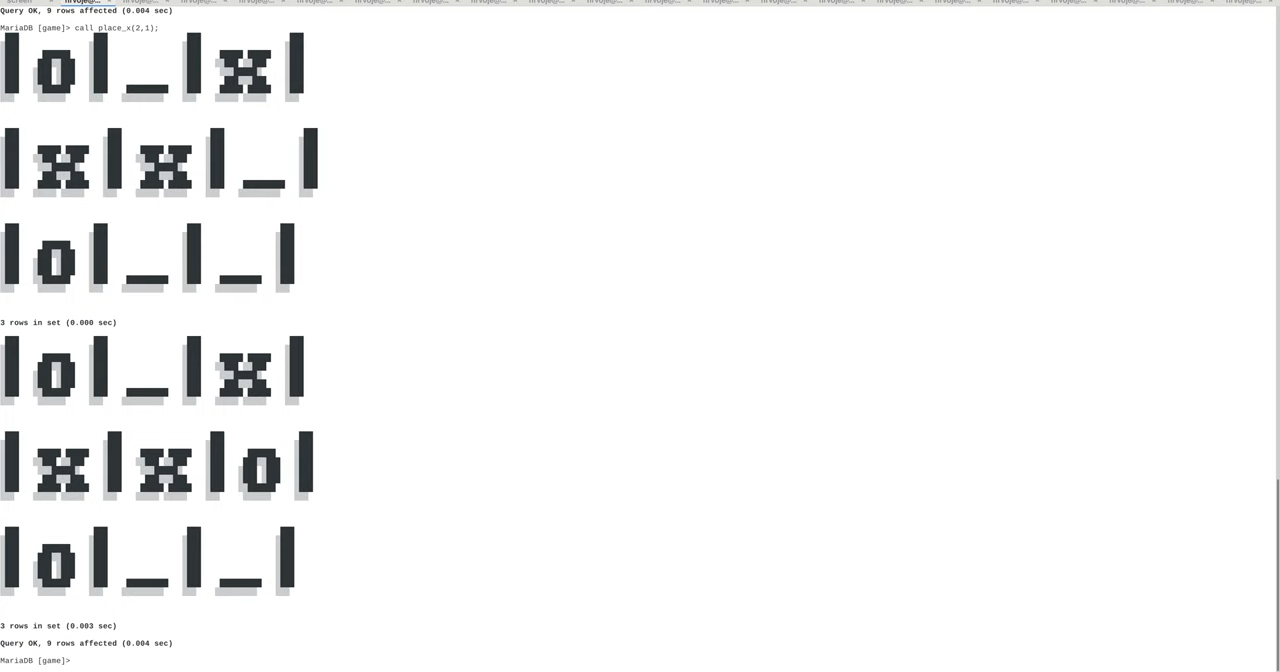 screen
Query OK, 9 rows affected (0.004 sec)
MariaDB [game]> call place_x(2,1);
|o|_|x|
|x|x|_|
|o|_|_|
3 rows in set (0.000 sec)
|o|_|x|
|x|x|o|
|o|_|_|
3 rows in set (0.003 sec)
Query OK, 9 rows affected (0.004 sec)
MariaDB [game]>